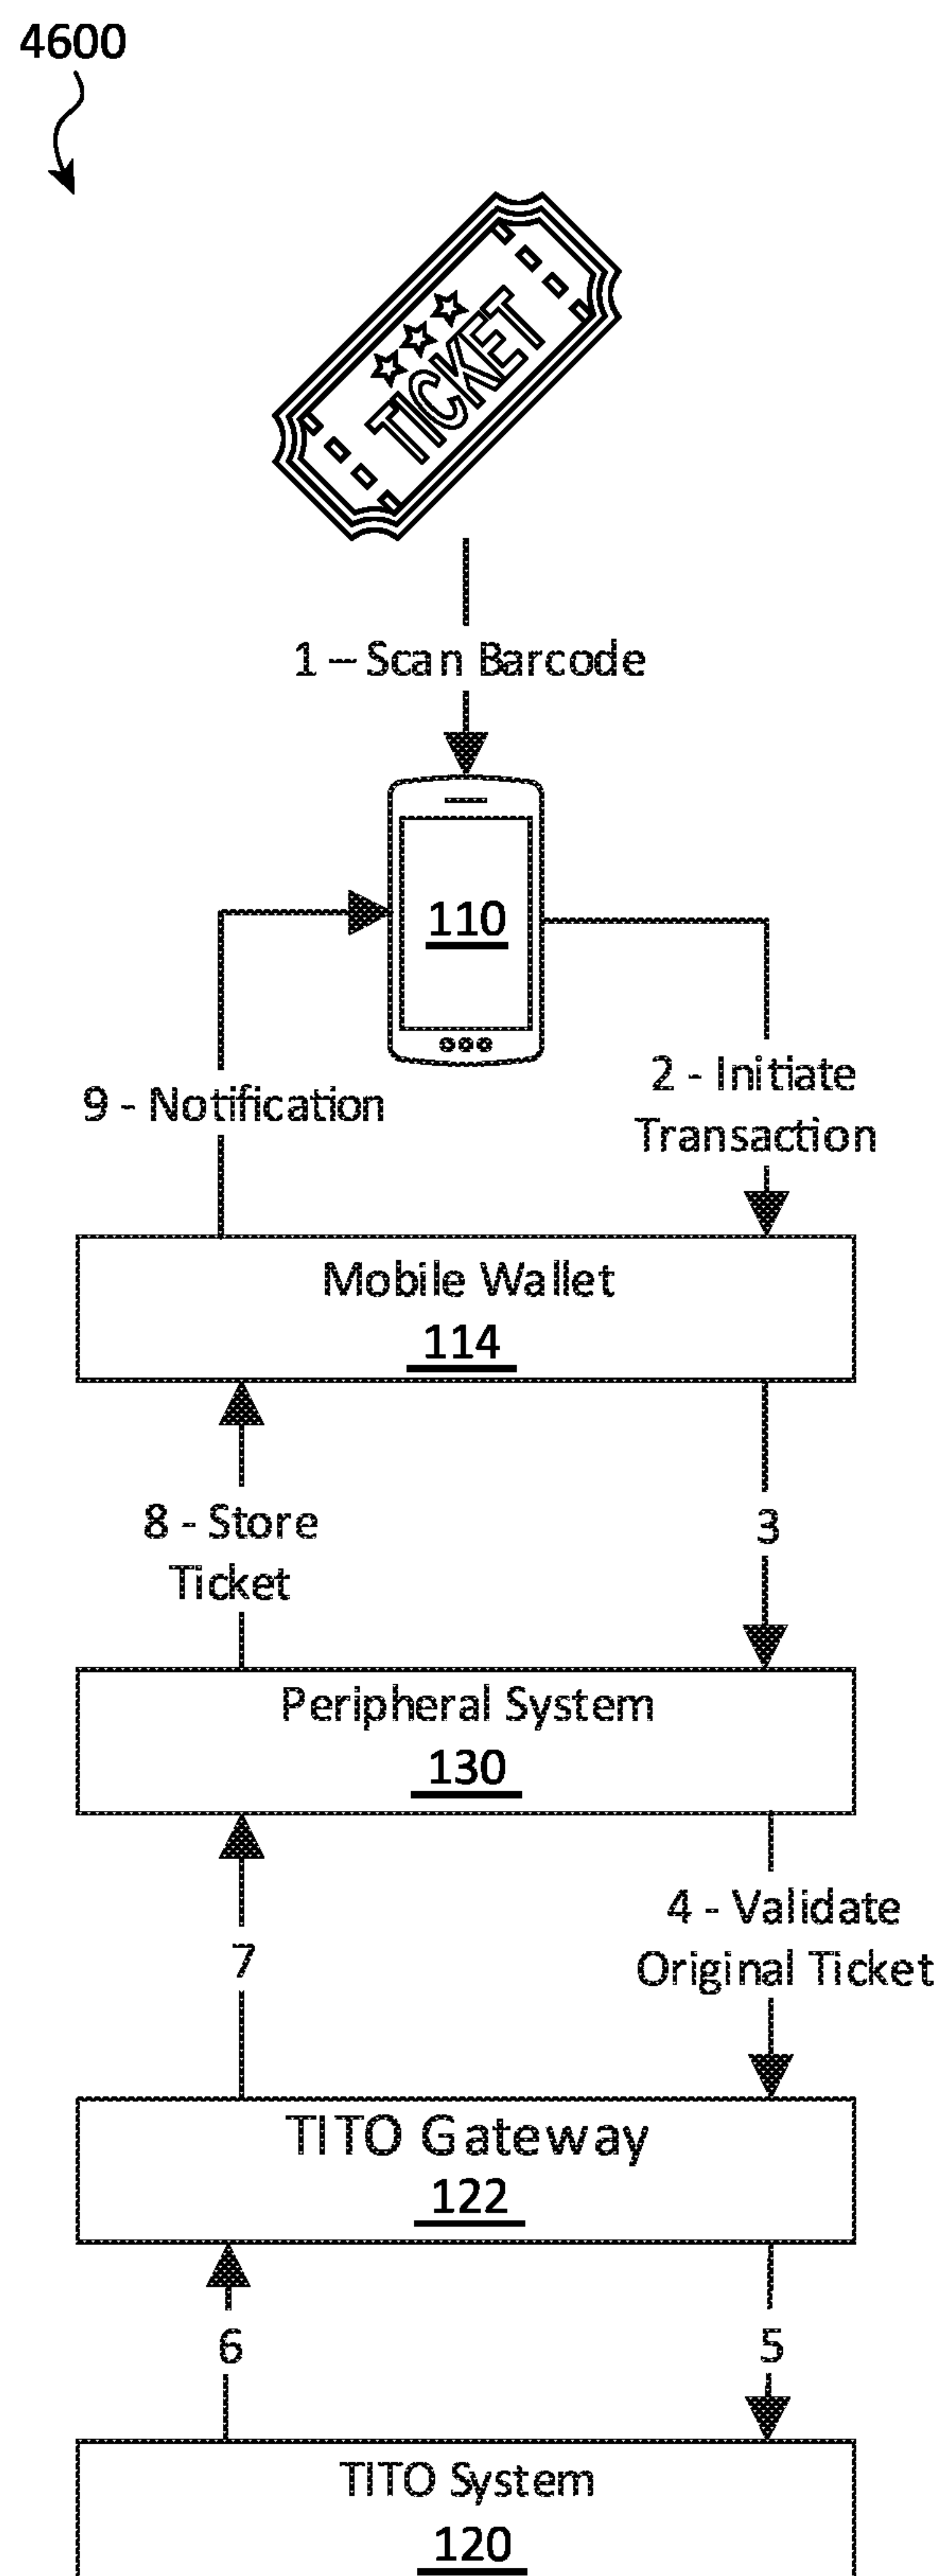 4600
TICKET
1 – Scan Barcode
110
2 - Initiate
Transaction
9 - Notification
Mobile Wallet
114
8 - Store
Ticket
3
Peripheral System
130
4 - Validate
Original Ticket
7
TITO Gateway
122
6
5
TITO System
120